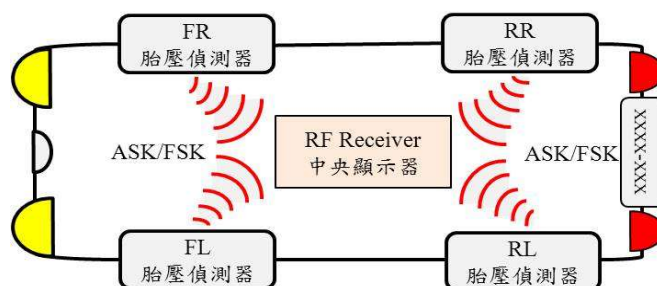 FR
胎壓偵測器
RR
胎壓偵測器
ASK/FSK
RF Receiver
中央顯示器
ASK/FSK
XXX-XXXX
FL
胎壓偵測器
RL
胎壓偵測器